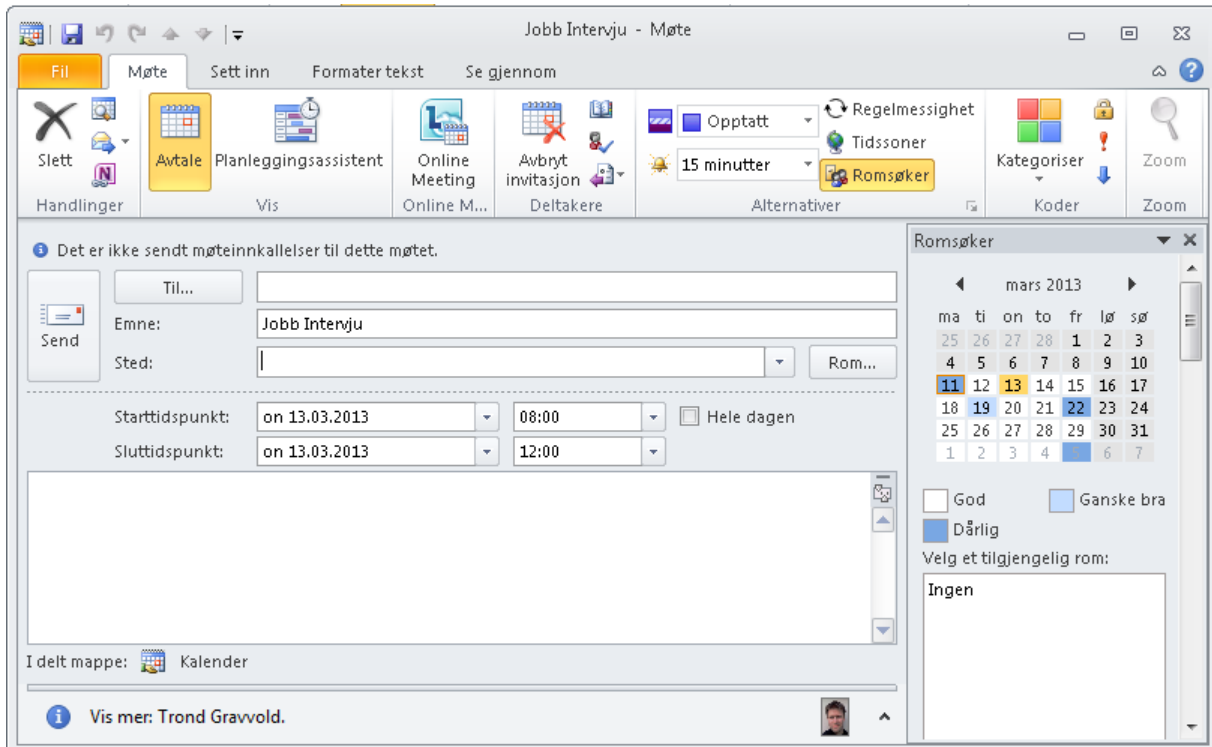 Jobb Intervju - Møte
Fil Møte Sett inn Formater tekst Se gjennom
Slett
Avtale Planleggingsassistent
Online Meeting
Avbryt invitasjon
Opptatt
15 minutter
Regelmessighet
Tidssoner
Romsøker
Kategoriser
Zoom
Handlinger Vis Online M... Deltakere Alternativer Koder Zoom
Det er ikke sendt møteinnkallelser til dette møtet.
Send
Til...
Emne: Jobb Intervju
Sted: Rom...
Starttidspunkt: on 13.03.2013 08:00 Hele dagen
Sluttidspunkt: on 13.03.2013 12:00
I delt mappe: Kalender
Vis mer: Trond Gravvold.
Romsøker
mars 2013
ma ti on to fr lø sø
25 26 27 28 1 2 3
4 5 6 7 8 9 10
11 12 13 14 15 16 17
18 19 20 21 22 23 24
25 26 27 28 29 30 31
1 2 3 4 5 6 7
God Ganske bra
Dårlig
Velg et tilgjengelig rom:
Ingen